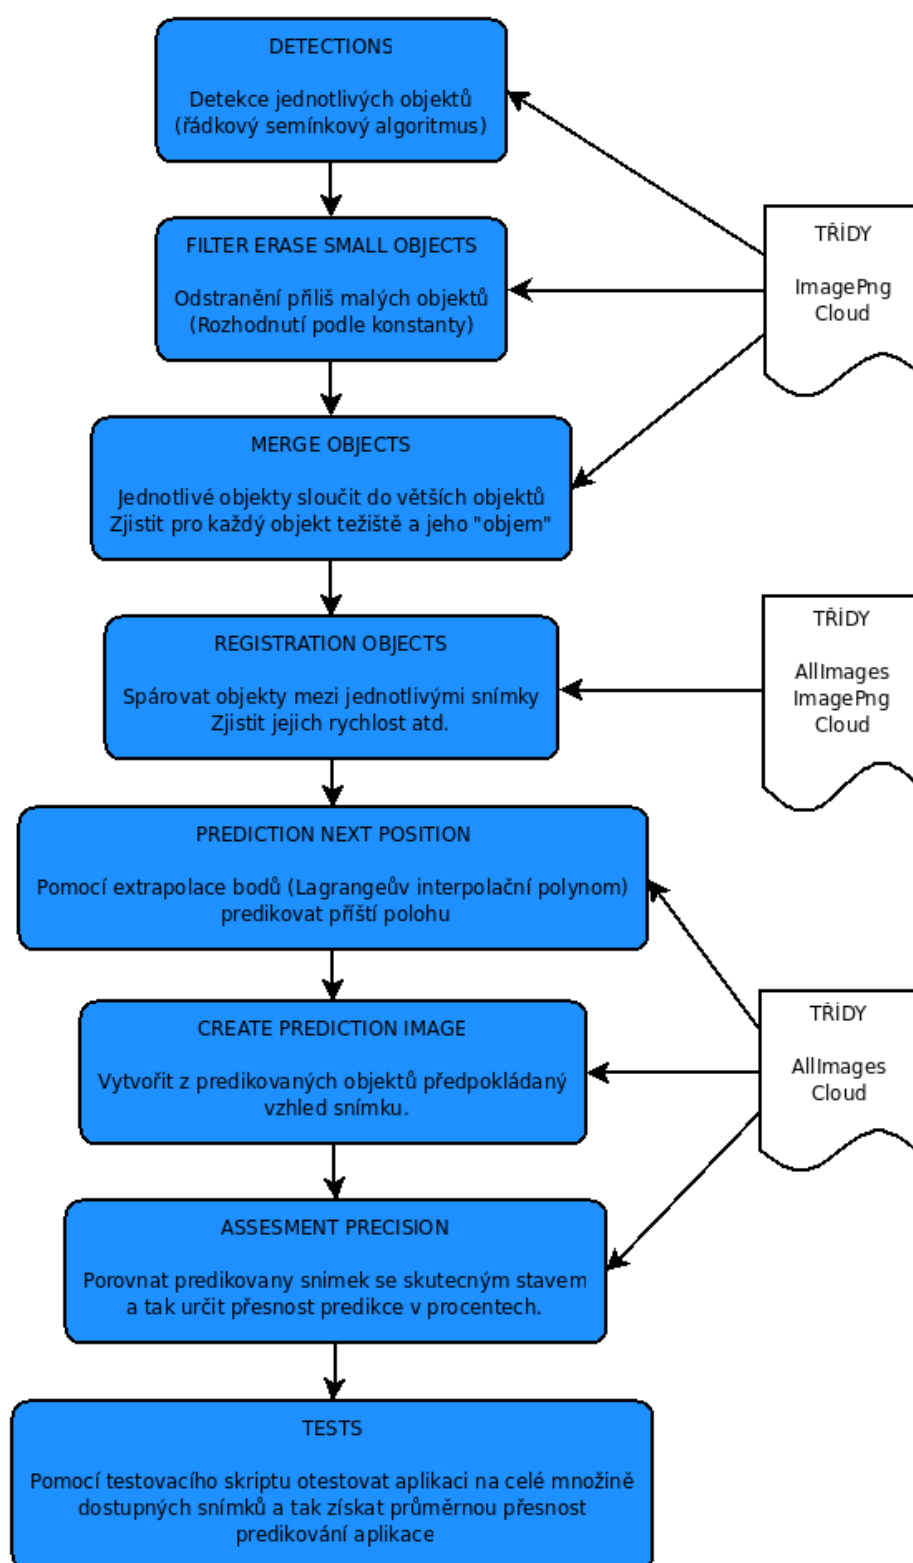 DETECTIONS
Detekce jednotlivých objektů
(řádkový semínkový algoritmus)
FILTER ERASE SMALL OBJECTS
Odstranění příliš malých objektů
(Rozhodnutí podle konstanty)
TŘÍDY
ImagePng
Cloud
MERGE OBJECTS
Jednotlivé objekty sloučit do větších objektů
Zjistit pro každý objekt težiště a jeho "objem"
REGISTRATION OBJECTS
Spárovat objekty mezi jednotlivými snímky
Zjistit jejich rychlost atd.
TŘÍDY
AllImages
ImagePng
Cloud
PREDICTION NEXT POSITION
Pomocí extrapolace bodů (Lagrangeův interpolační polynom)
predikovat příští polohu
CREATE PREDICTION IMAGE
Vytvořit z predikovaných objektů předpokládaný
vzhled snímku.
TŘÍDY
AllImages
Cloud
ASSESMENT PRECISION
Porovnat predikovany snimek se skutecným stavem
a tak určit přesnost predikce v procentech.
TESTS
Pomocí testovacího skriptu otestovat aplikaci na celé množině
dostupných snímků a tak získat průměrnou přesnost
predikování aplikace